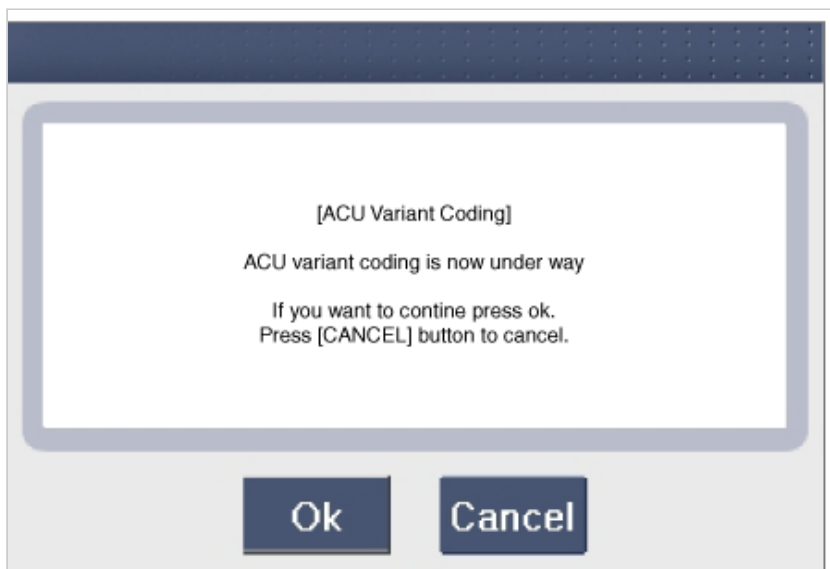 [ACU Variant Coding]
ACU variant coding is now under way
If you want to contine press ok.
Press [CANCEL] button to cancel.
Ok
Cancel